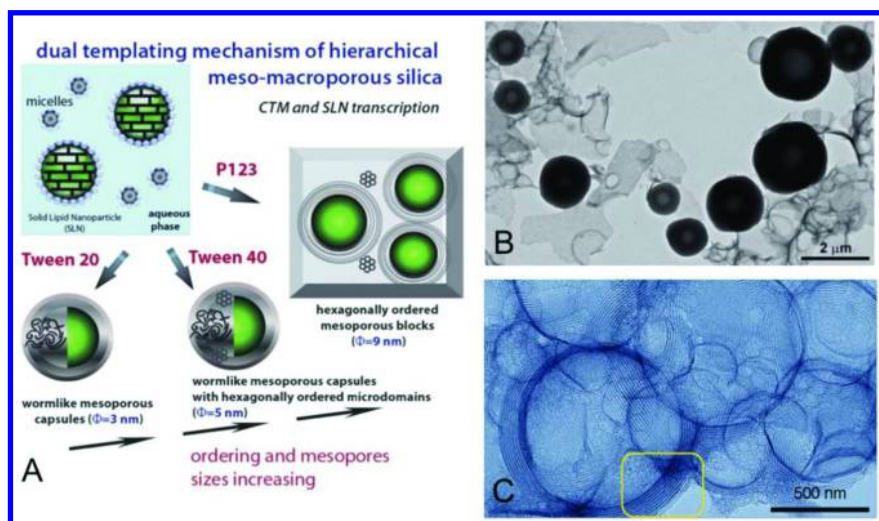 dual templating mechanism of hierarchical
meso-macroporous silica
CTM and SLN transcription
micelles
P123
Solid Lipid Nanoparticle
(SLN)
aqueous
phase
Tween 20
Tween 40
hexagonally ordered
mesoporous blocks
(Φ=9 nm)
wormlike mesoporous
capsules (Φ=3 nm)
wormlike mesoporous capsules
with hexagonally ordered microdomains
(Φ=5 nm)
ordering and mesopores
sizes increasing
A
B
2 μm
C
500 nm